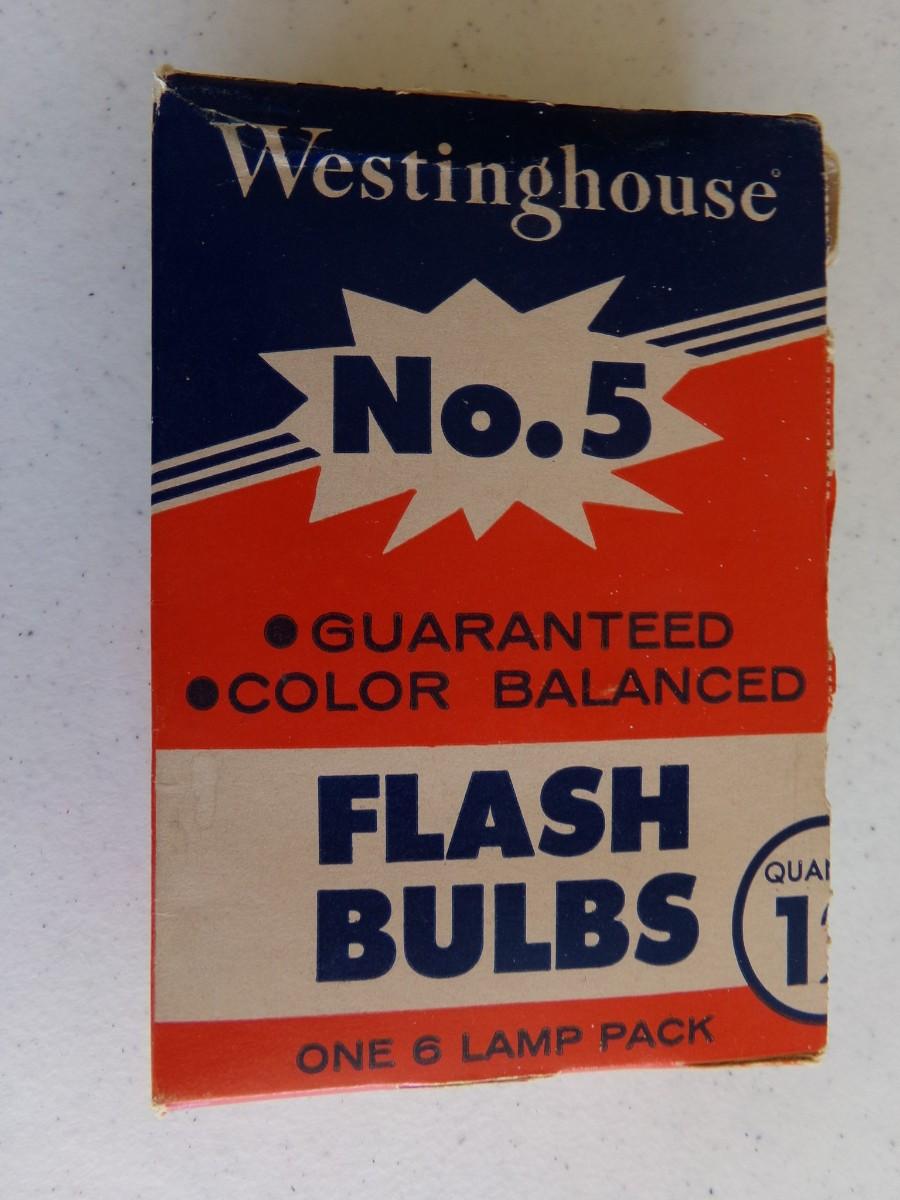 Westinghouse®
No.5
● GUARANTEED
● COLOR BALANCED
FLASH
BULBS
ONE 6 LAMP PACK